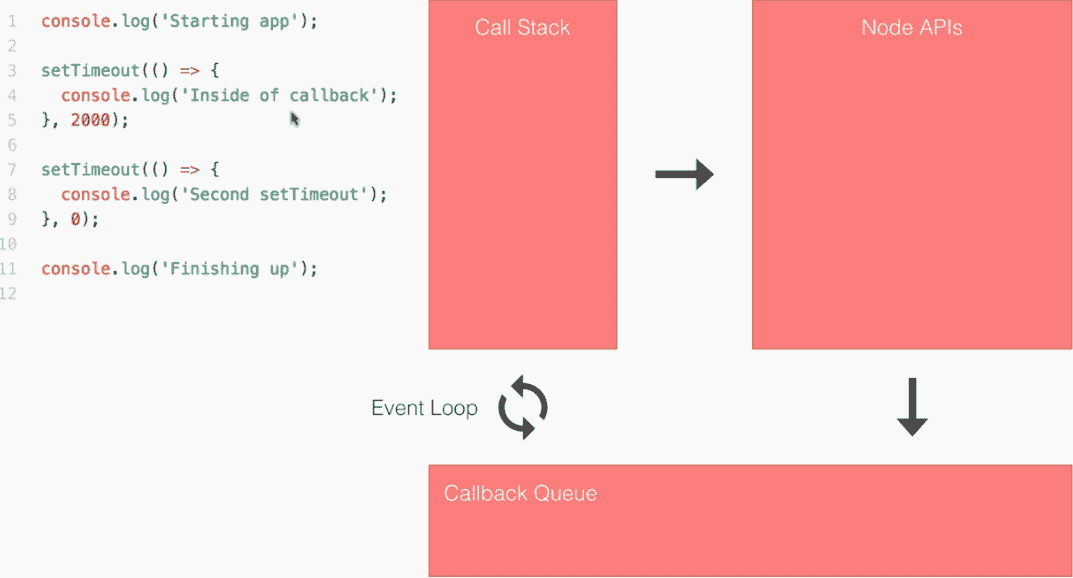 1 console.log('Starting app');
2
3 setTimeout(() => {
4   console.log('Inside of callback');
5 }, 2000);
6
7 setTimeout(() => {
8   console.log('Second setTimeout');
9 }, 0);
10
11 console.log('Finishing up');
12
Call Stack
Node APIs
Event Loop
Callback Queue